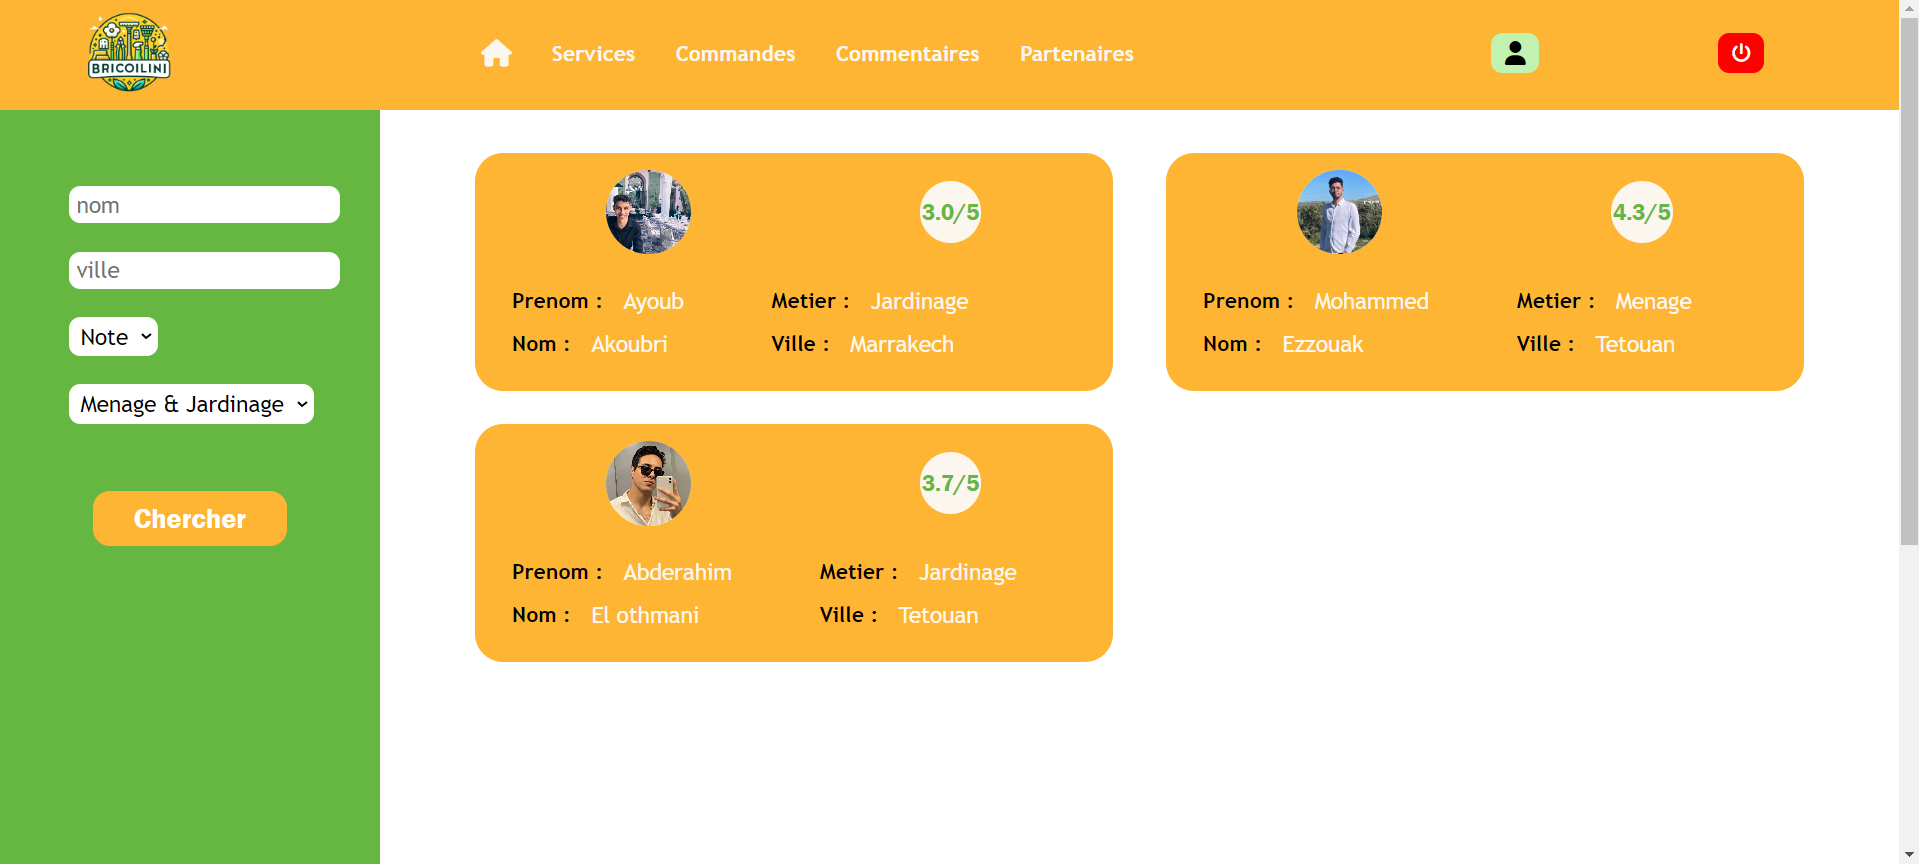 BRICOILINI
Services Commandes Commentaires Partenaires
nom
ville
Note
Menage & Jardinage
Chercher
3.0/5
Prenom : Ayoub Metier : Jardinage
Nom : Akoubri Ville : Marrakech
4.3/5
Prenom : Mohammed Metier : Menage
Nom : Ezzouak Ville : Tetouan
3.7/5
Prenom : Abderahim Metier : Jardinage
Nom : El othmani Ville : Tetouan